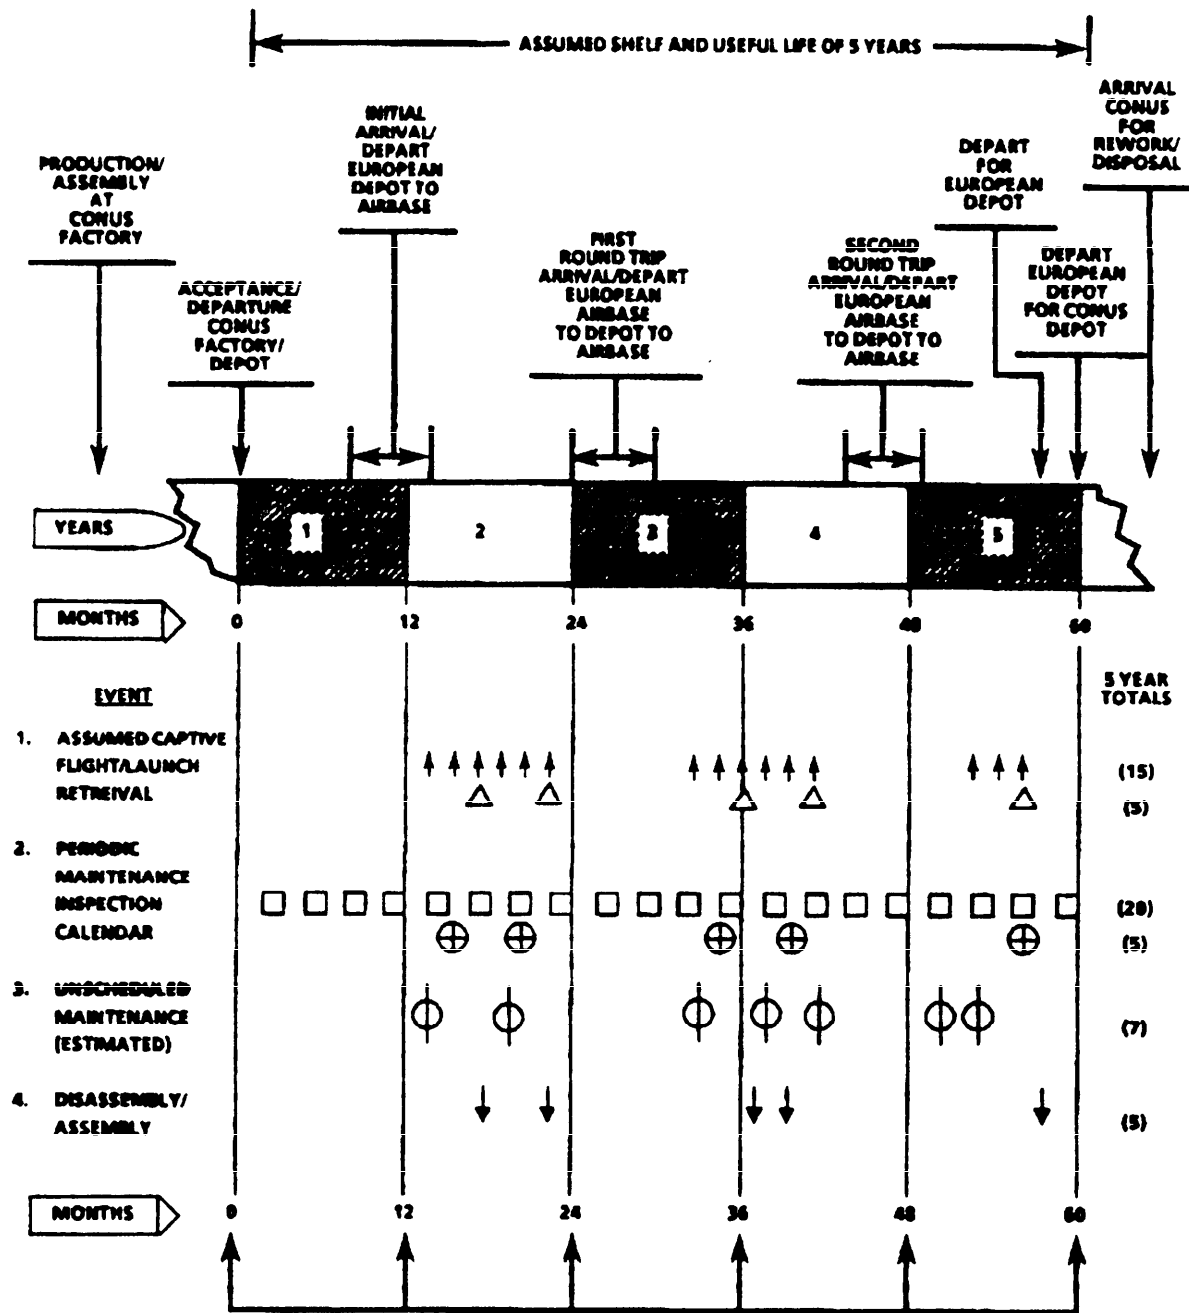 ASSUMED SHELF AND USEFUL LIFE OF 5 YEARS
PRODUCTION/
ASSEMBLY
AT
CONUS
FACTORY
ACCEPTANCE/
DEPARTURE
CONUS
FACTORY/
DEPOT
INITIAL
ARRIVAL/
DEPART
EUROPEAN
DEPOT TO
AIRBASE
FIRST
ROUND TRIP
ARRIVAL/DEPART
EUROPEAN
AIRBASE
TO DEPOT TO
AIRBASE
SECOND
ROUND TRIP
ARRIVAL/DEPART
EUROPEAN
AIRBASE
TO DEPOT TO
AIRBASE
DEPART
FOR
EUROPEAN
DEPOT
DEPART
EUROPEAN
DEPOT
FOR CONUS
DEPOT
ARRIVAL
CONUS
FOR
REWORK/
DISPOSAL
YEARS 1 2 3 4 5
MONTHS 0 12 24 36 48 60
EVENT
5 YEAR
TOTALS
1. ASSUMED CAPTIVE
FLIGHT/LAUNCH (15)
RETREIVAL (5)
2. PERIODIC
MAINTENANCE
INSPECTION (20)
CALENDAR (5)
3. UNSCHEDULED
MAINTENANCE (7)
(ESTIMATED)
4. DISASSEMBLY/
ASSEMBLY (5)
MONTHS 0 12 24 36 48 60